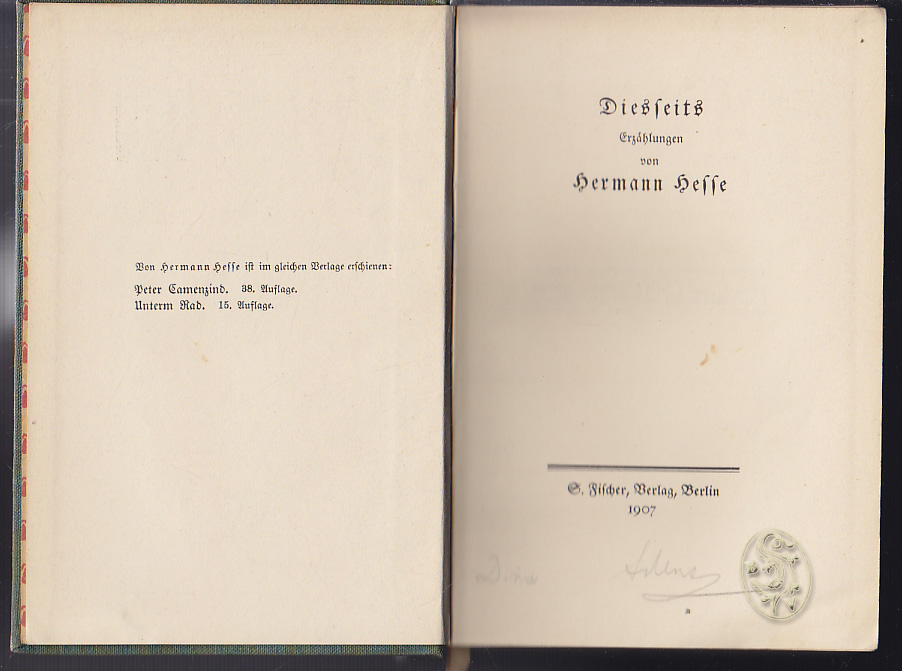 Von Hermann Hesse ist im gleichen Verlage erschienen:
Peter Camenzind. 38. Auflage.
Unterm Rad. 15. Auflage.
Diesseits
Erzählungen
von
Hermann Hesse
S. Fischer, Verlag, Berlin
1907